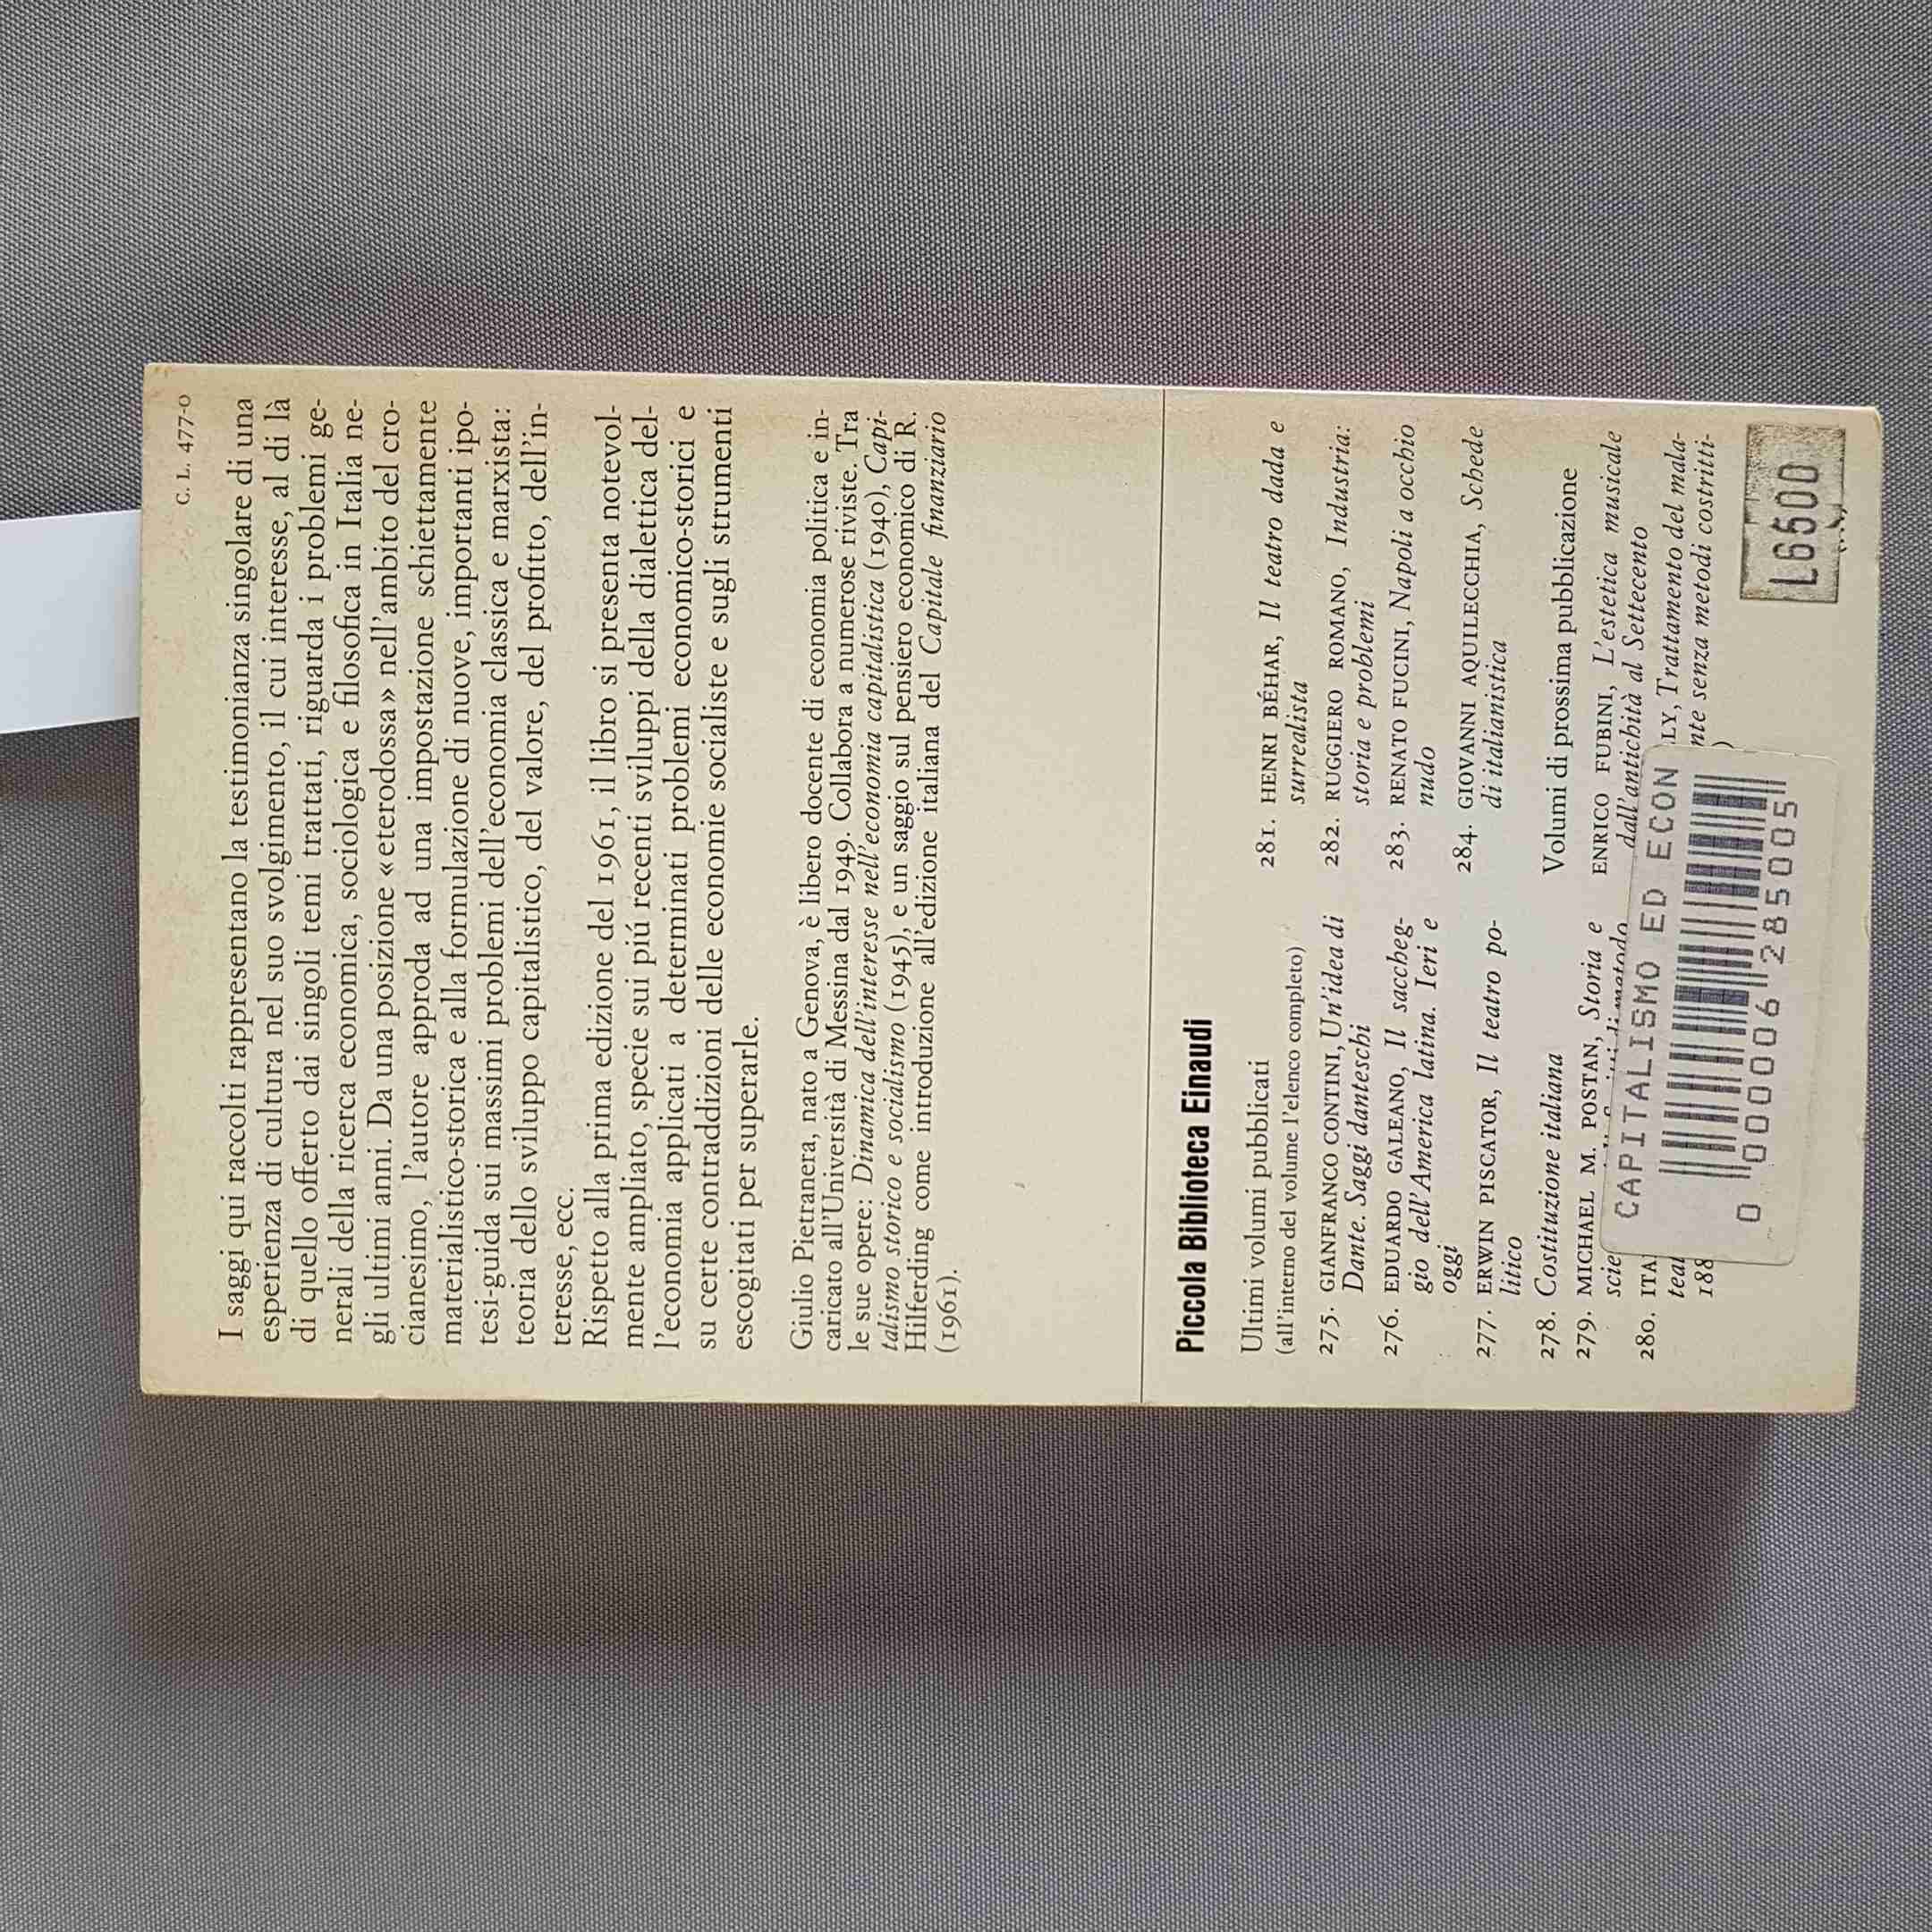 C. L. 477-0
I saggi qui raccolti rappresentano la testimonianza singolare di una
esperienza di cultura nel suo svolgimento, il cui interesse, al di là
di quello offerto dai singoli temi trattati, riguarda i problemi ge-
nerali della ricerca economica, sociologica e filosofica in Italia ne-
gli ultimi anni. Da una posizione «eterodossa» nell'ambito del cro-
cianesimo, l'autore approda ad una impostazione schiettamente
materialistico-storica e alla formulazione di nuove, importanti ipo-
tesi-guida sui massimi problemi dell'economia classica e marxista:
teoria dello sviluppo capitalistico, del valore, del profitto, dell'in-
teresse, ecc.
Rispetto alla prima edizione del 1961, il libro si presenta notevol-
mente ampliato, specie sui piú recenti sviluppi della dialettica del-
l'economia applicati a determinati problemi economico-storici e
su certe contraddizioni delle economie socialiste e sugli strumenti
escogitati per superarle.
Giulio Pietranera, nato a Genova, è libero docente di economia politica e in-
caricato all'Università di Messina dal 1949. Collabora a numerose riviste. Tra
le sue opere: Dinamica dell'interesse nell'economia capitalistica (1940), Capi-
talismo storico e socialismo (1945), e un saggio sul pensiero economico di R.
Hilferding come introduzione all'edizione italiana del Capitale finanziario
(1961).
Piccola Biblioteca Einaudi
Ultimi volumi pubblicati
(all'interno del volume l'elenco completo)
275. GIANFRANCO CONTINI, Un'idea di
Dante. Saggi danteschi
276. EDUARDO GALEANO, Il saccheg-
gio dell'America latina. Ieri e
oggi
277. ERWIN PISCATOR, Il teatro po-
litico
278. Costituzione italiana
279. MICHAEL M. POSTAN, Storia e
scie
280. ITA
teat
188
281. HENRI BÉHAR, Il teatro dada e
surrealista
282. RUGGIERO ROMANO, Industria:
storia e problemi
283. RENATO FUCINI, Napoli a occhio
nudo
284. GIOVANNI AQUILECCHIA, Schede
di italianistica
Volumi di prossima pubblicazione
ENRICO FUBINI, L'estetica musicale
dall'antichità al Settecento
LY, Trattamento del mala-
nte senza metodi costritti-
CAPITALISMO ED ECON
0 000006 285005
L6500